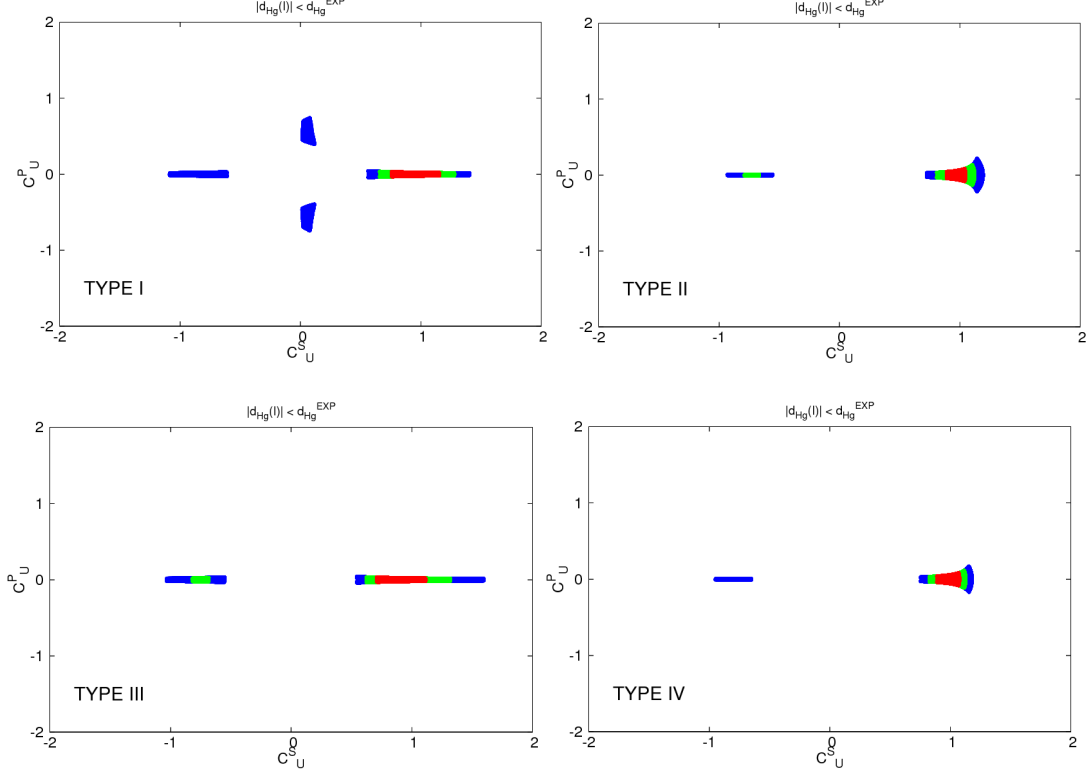 |d_Hg(I)| < d_Hg^EXP
2
1
0
-1
-2
-2
-1
0
1
2
C^P_U
C^S_U
TYPE I
|d_Hg(I)| < d_Hg^EXP
2
1
0
-1
-2
-2
-1
0
1
2
C^P_U
C^S_U
TYPE II
|d_Hg(I)| < d_Hg^EXP
2
1
0
-1
-2
-2
-1
0
1
2
C^P_U
C^S_U
TYPE III
|d_Hg(I)| < d_Hg^EXP
2
1
0
-1
-2
-2
-1
0
1
2
C^P_U
C^S_U
TYPE IV